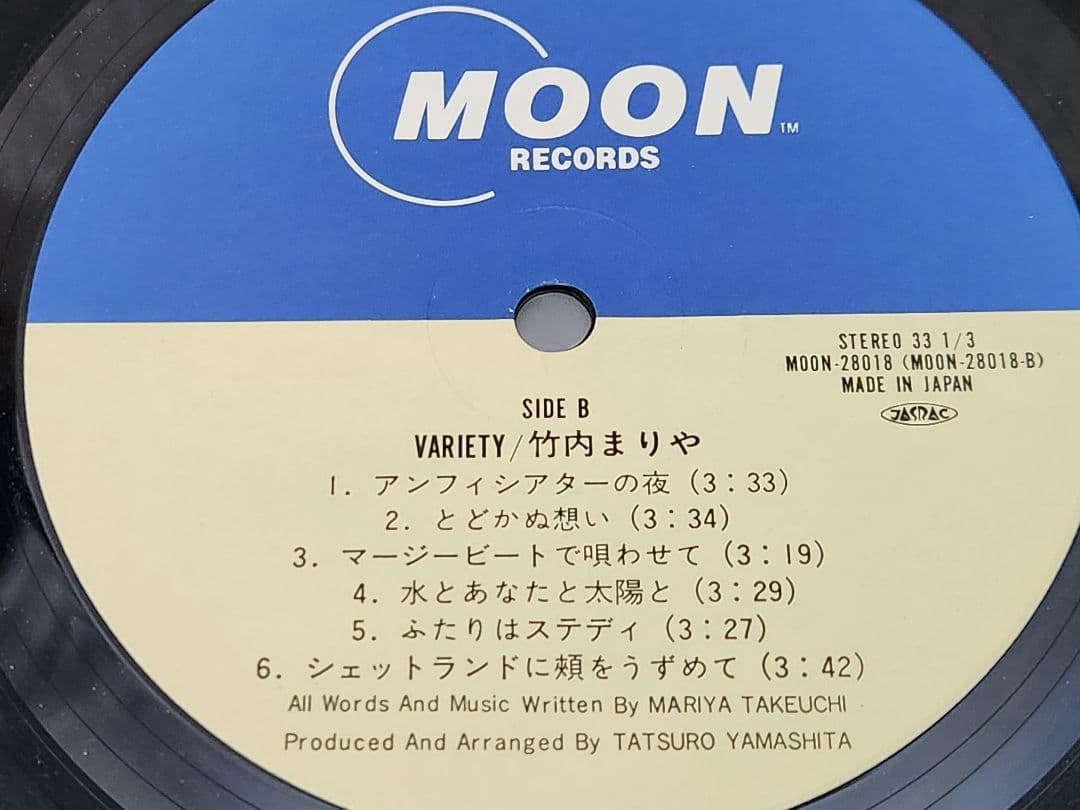 MOON TM
RECORDS
STEREO 33 1/3
MOON-28018 (MOON-28018-B)
MADE IN JAPAN
JASRAC
SIDE B
VARIETY/竹内まりや
1. アンフィシアターの夜 (3:33)
2. とどかぬ想い (3:34)
3. マージービートで唄わせて (3:19)
4. 水とあなたと太陽と (3:29)
5. ふたりはステディ (3:27)
6. シェットランドに頬をうずめて (3:42)
All Words And Music Written By MARIYA TAKEUCHI
Produced And Arranged By TATSURO YAMASHITA